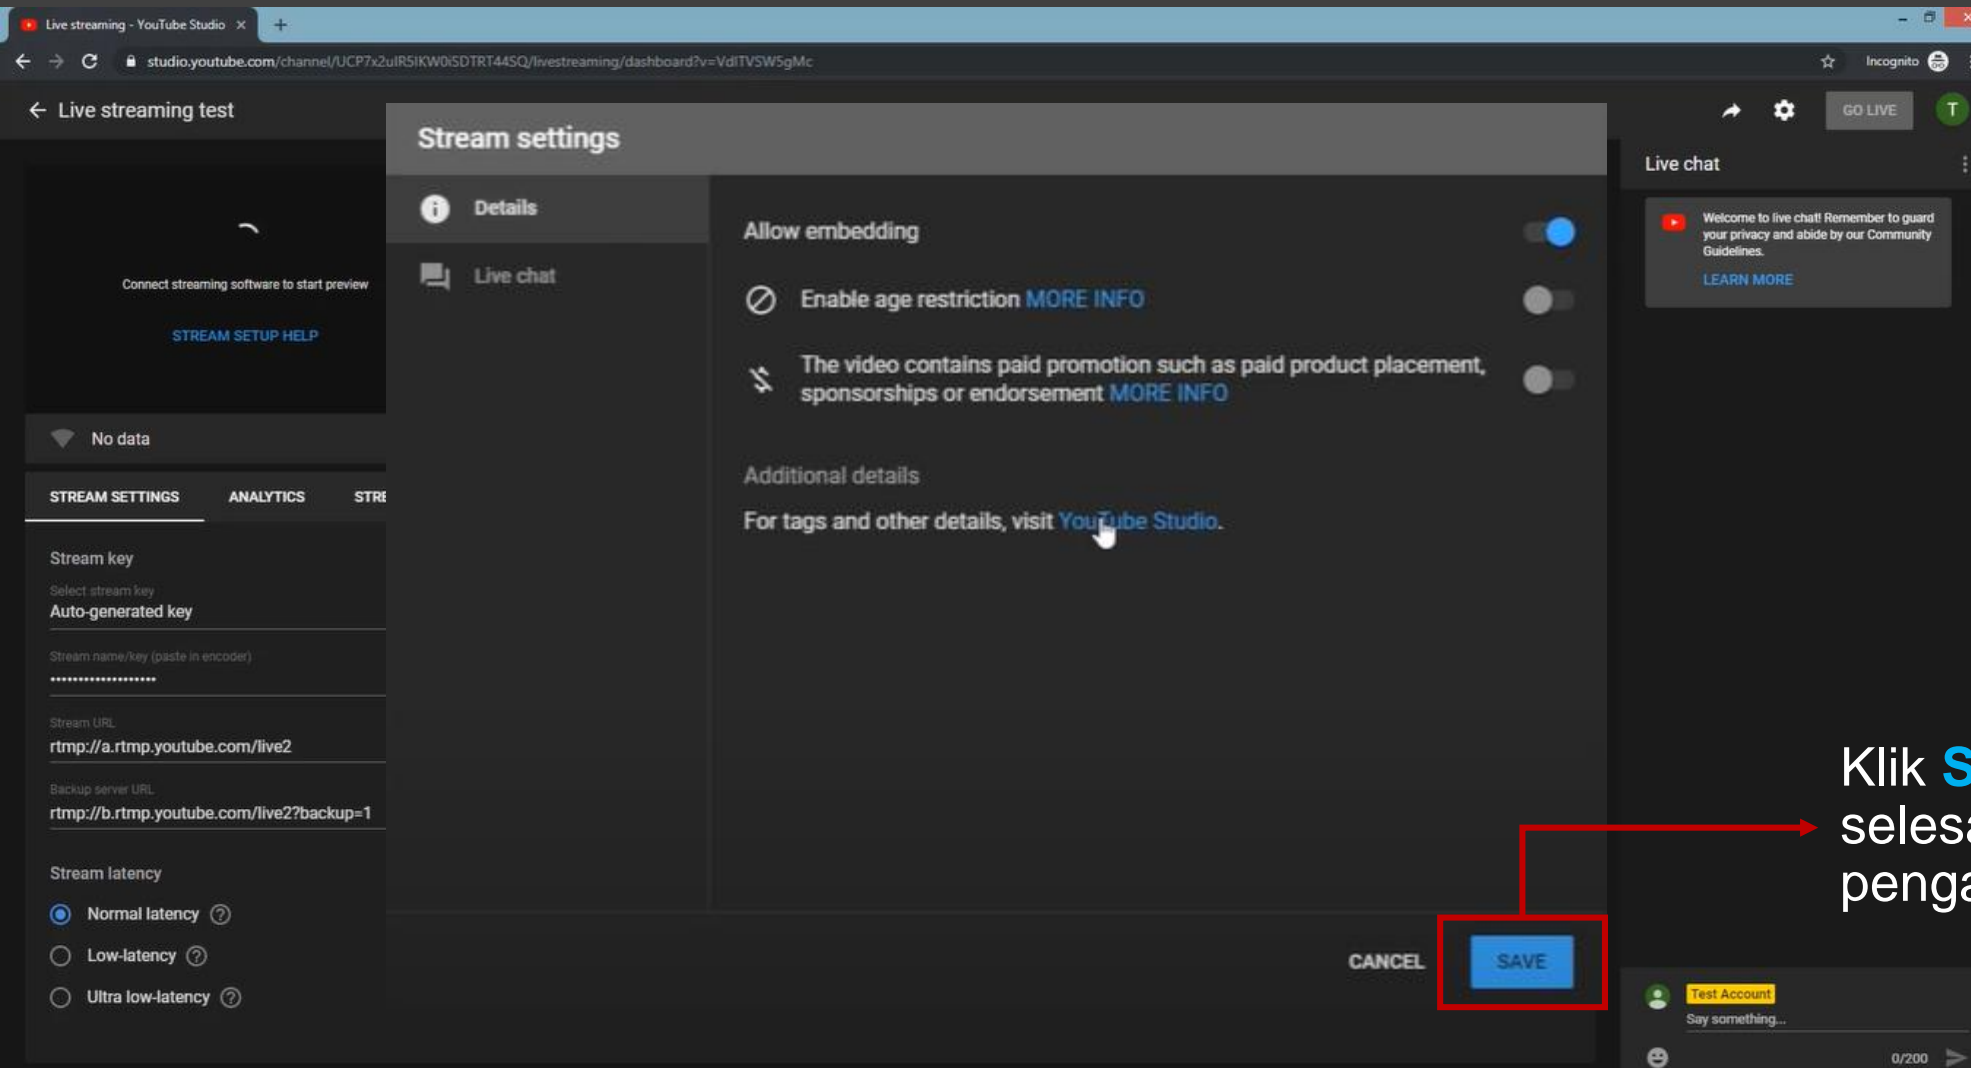 Live streaming - YouTube Studio
studio.youtube.com/channel/UCP7x2uIR5IKW0iSDTRT44SQ/livestreaming/dashboard?v=VdITVSW5gMc
Incognito
Live streaming test
GO LIVE
T
Connect streaming software to start preview
STREAM SETUP HELP
No data
STREAM SETTINGS ANALYTICS STRE
Stream key
Select stream key
Auto-generated key
Stream name/key (paste in encoder)
•••••••••••••••••••
Stream URL
rtmp://a.rtmp.youtube.com/live2
Backup server URL
rtmp://b.rtmp.youtube.com/live2?backup=1
Stream latency
Normal latency
Low-latency
Ultra low-latency
Stream settings
Details
Live chat
Allow embedding
Enable age restriction MORE INFO
The video contains paid promotion such as paid product placement,
sponsorships or endorsement MORE INFO
Additional details
For tags and other details, visit YouTube Studio.
CANCEL SAVE
Live chat
Welcome to live chat! Remember to guard
your privacy and abide by our Community
Guidelines.
LEARN MORE
Klik S
selesa
penga
Test Account
Say something...
0/200